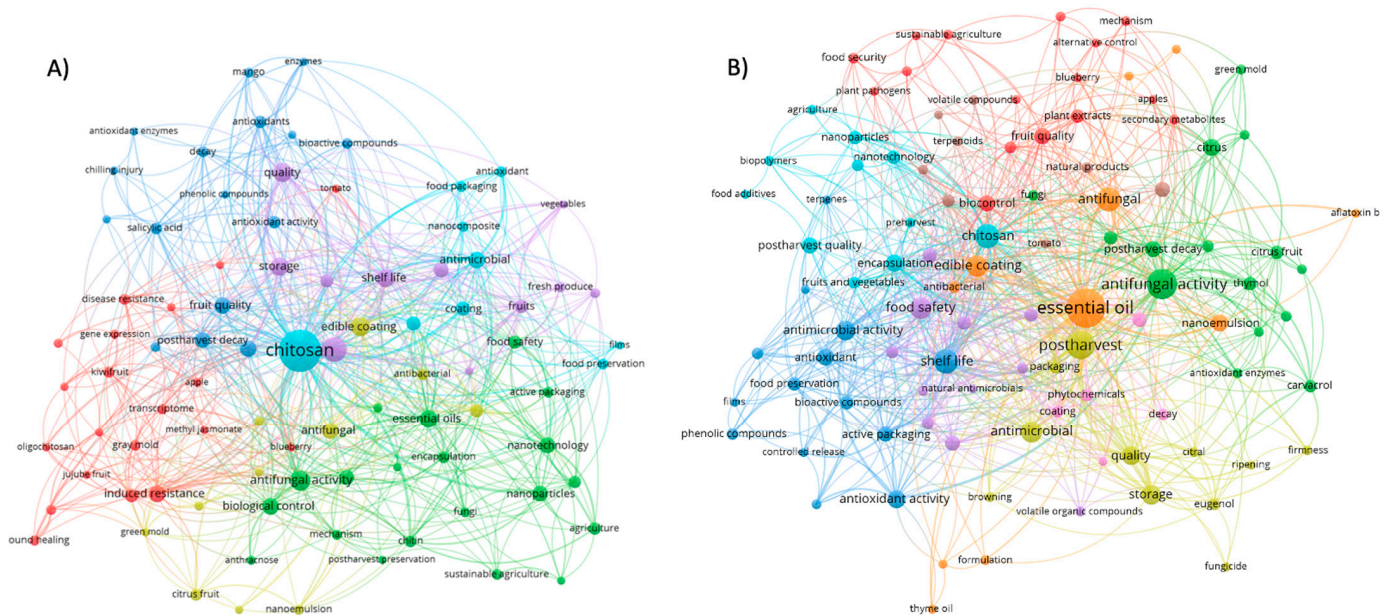 A)
enzymes
mango
antioxidants
antioxidant enzymes
bioactive compounds
decay
chilling injury
quality
antioxidant
food packaging
tomato
phenolic compounds
vegetables
antioxidant activity
salicylic acid
nanocomposite
antimicrobial
storage
shelf life
fresh produce
disease resistance
fruit quality
fruits
coating
gene expression
edible coating
postharvest decay
food safety
chitosan
films
food preservation
kiwifruit
antibacterial
apple
active packaging
transcriptome
essential oils
methyl jasmonate
antifungal
gray mold
blueberry
nanotechnology
oligochitosan
encapsulation
jujube fruit
antifungal activity
induced resistance
nanoparticles
biological control
fungi
agriculture
green mold
mechanism
chitin
ound healing
anthracnose
postharvest preservation
sustainable agriculture
citrus fruit
nanoemulsion
B)
mechanism
sustainable agriculture
alternative control
food security
green mold
blueberry
plant pathogens
volatile compounds
apples
agriculture
plant extracts
secondary metabolites
nanoparticles
fruit quality
terpenoids
citrus
nanotechnology
biopolymers
natural products
food additives
fungi
terpenes
biocontrol
antifungal
aflatoxin b
preharvest
chitosan
postharvest quality
tomato
postharvest decay
citrus fruit
encapsulation
edible coating
fruits and vegetables
antibacterial
antifungal activity
thymol
food safety
essential oil
nanoemulsion
antimicrobial activity
postharvest
antioxidant
shelf life
packaging
antioxidant enzymes
food preservation
natural antimicrobials
phytochemicals
carvacrol
films
bioactive compounds
coating
decay
phenolic compounds
active packaging
antimicrobial
controlled release
quality
citral
firmness
ripening
antioxidant activity
browning
storage
eugenol
volatile organic compounds
formulation
fungicide
thyme oil